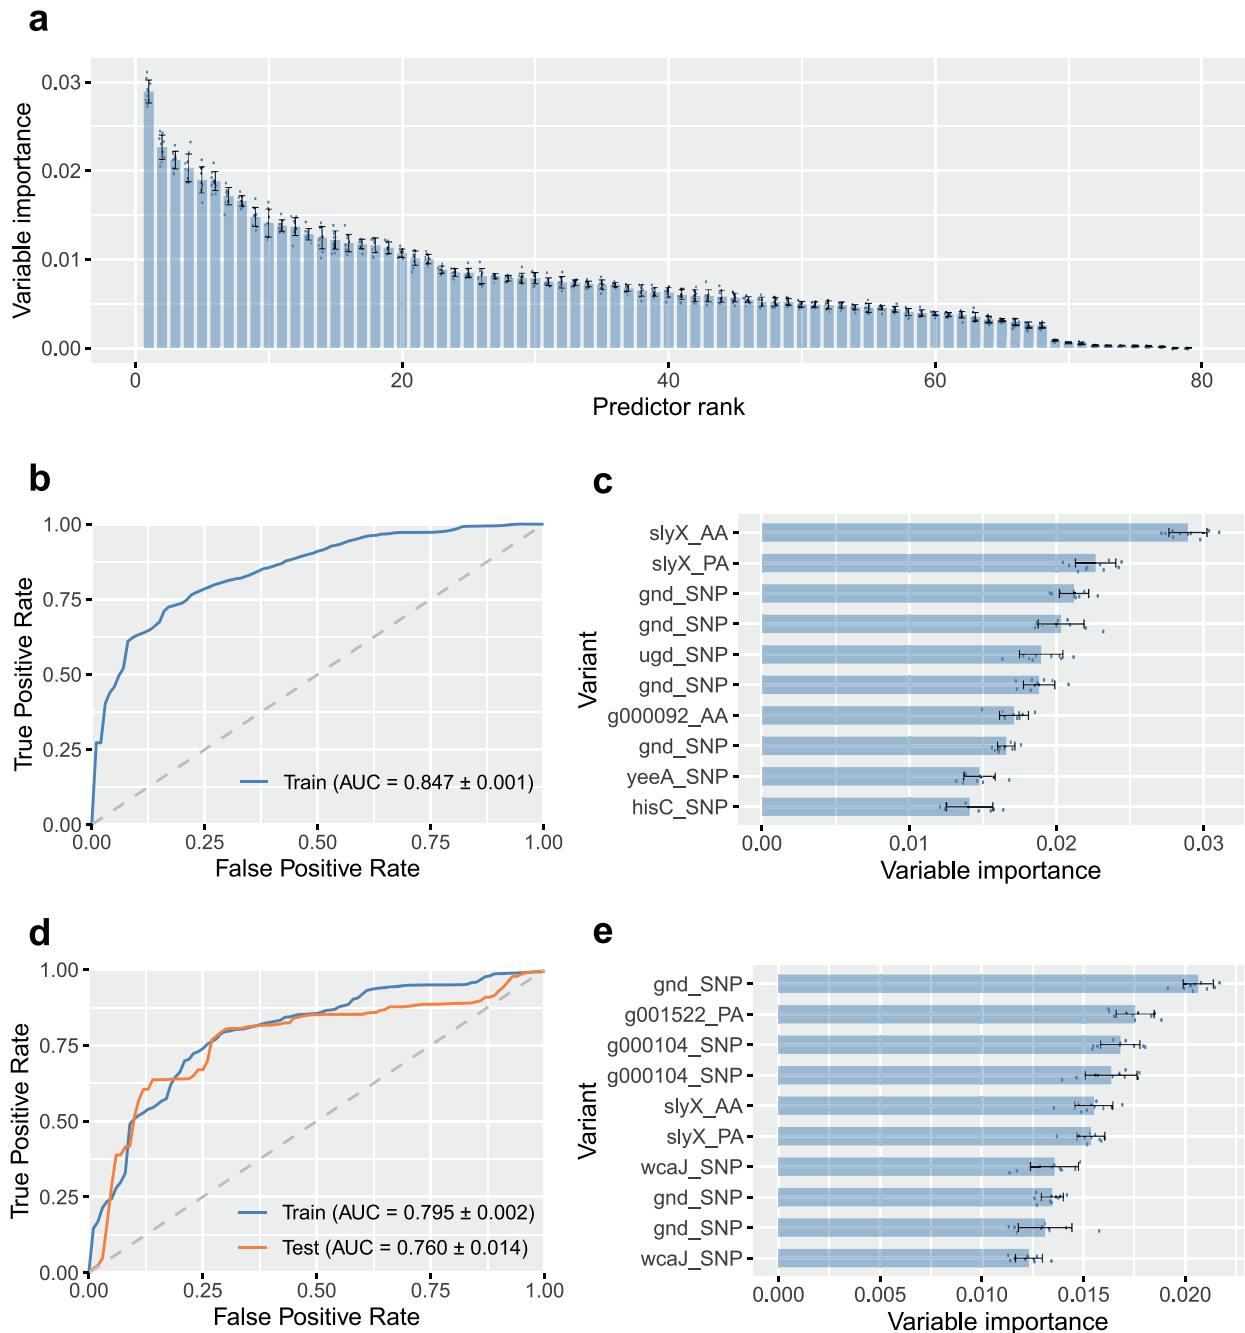 a
Variable importance
0.03
0.02
0.01
0.00
0
20
40
60
80
Predictor rank
b
True Positive Rate
1.00
0.75
0.50
0.25
0.00
Train (AUC = 0.847 ± 0.001)
0.00
0.25
0.50
0.75
1.00
False Positive Rate
c
Variant
slyX_AA
slyX_PA
gnd_SNP
gnd_SNP
ugd_SNP
gnd_SNP
g000092_AA
gnd_SNP
yeeA_SNP
hisC_SNP
0.00
0.01
0.02
0.03
Variable importance
d
True Positive Rate
1.00
0.75
0.50
0.25
0.00
Train (AUC = 0.795 ± 0.002)
Test (AUC = 0.760 ± 0.014)
0.00
0.25
0.50
0.75
1.00
False Positive Rate
e
Variant
gnd_SNP
g001522_PA
g000104_SNP
g000104_SNP
slyX_AA
slyX_PA
wcaJ_SNP
gnd_SNP
gnd_SNP
wcaJ_SNP
0.000
0.005
0.010
0.015
0.020
Variable importance